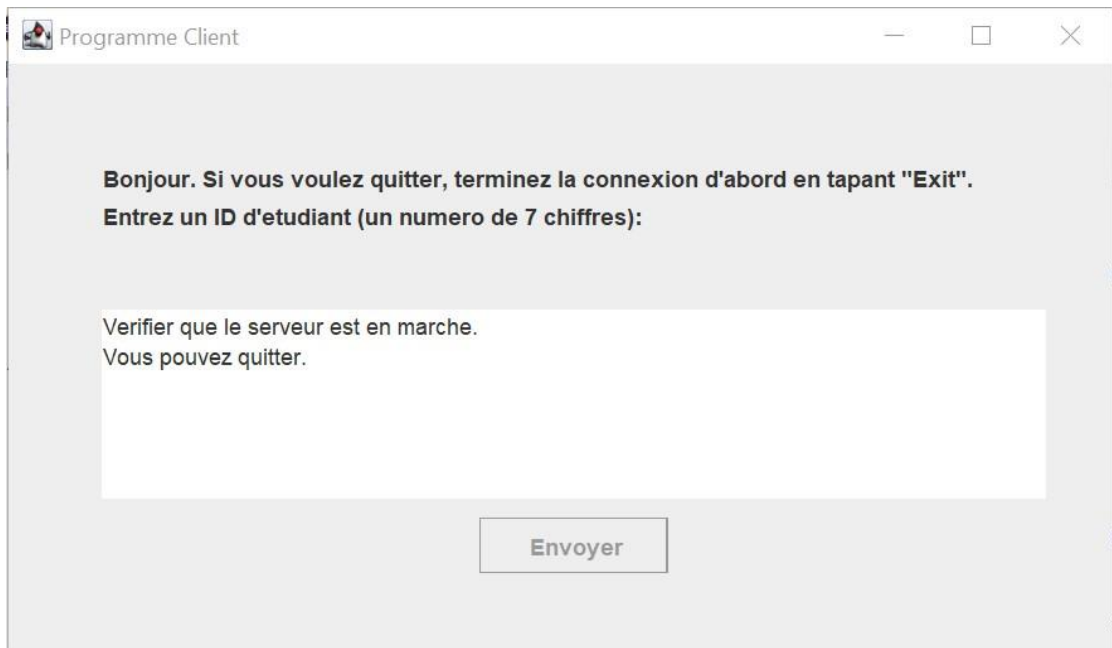 Programme Client
Bonjour. Si vous voulez quitter, terminez la connexion d'abord en tapant "Exit".
Entrez un ID d'etudiant (un numero de 7 chiffres):
Verifier que le serveur est en marche.
Vous pouvez quitter.
Envoyer